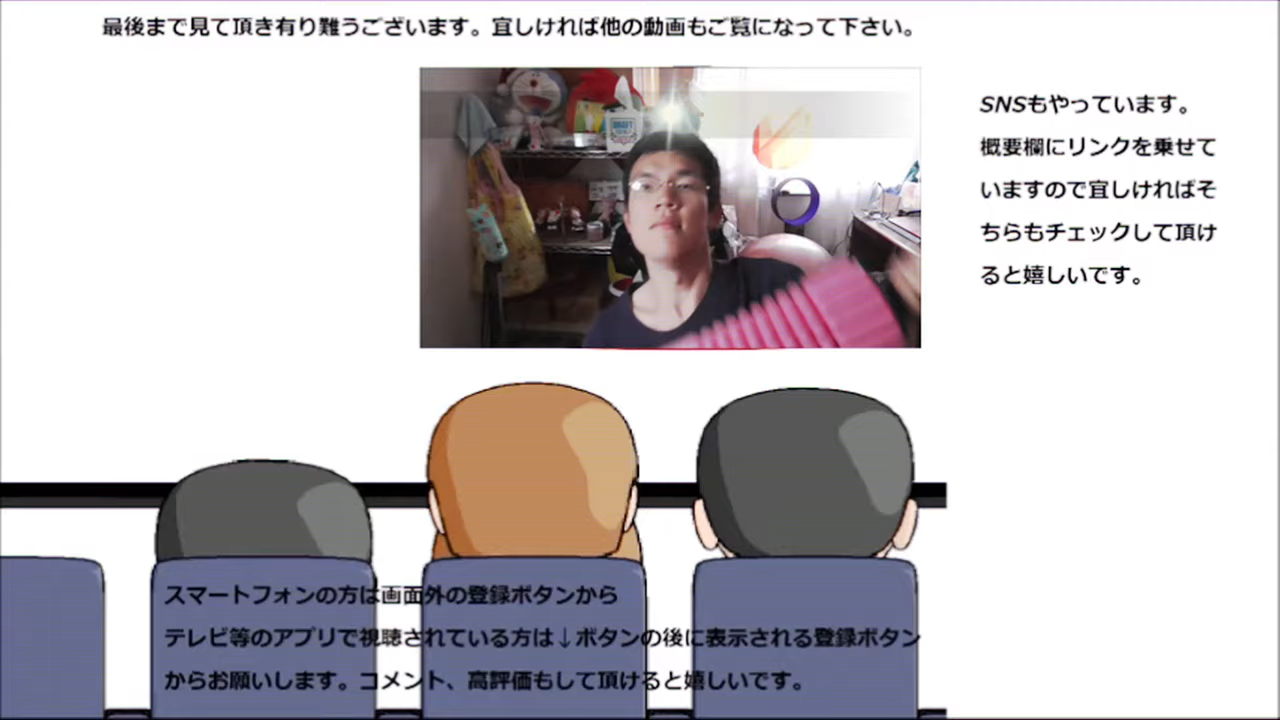 最後まで見て頂き有り難うございます。宜しければ他の動画もご覧になって下さい。
SNSもやっています。
概要欄にリンクを乗せて
いますので宜しければそ
ちらもチェックして頂け
ると嬉しいです。
スマートフォンの方は画面外の登録ボタンから
テレビ等のアプリで視聴されている方は↓ボタンの後に表示される登録ボタン
からお願いします。コメント、高評価もして頂けると嬉しいです。